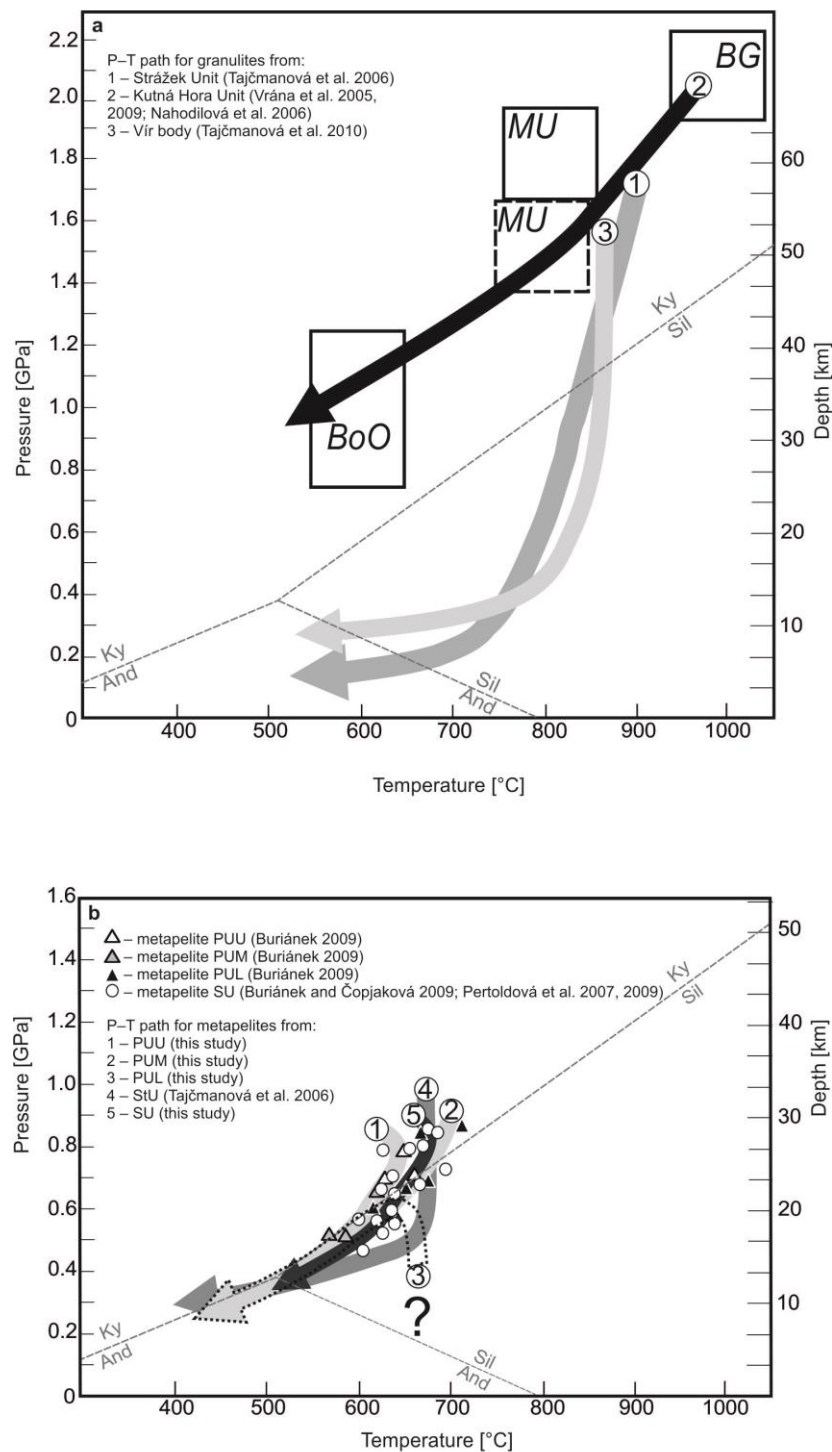 a
P–T path for granulites from:
1 – Strážek Unit (Tajčmanová et al. 2006)
2 – Kutná Hora Unit (Vrána et al. 2005,
2009; Nahodilová et al. 2006)
3 – Vír body (Tajčmanová et al. 2010)
BG
2
MU
1
MU
3
BoO
Ky
Sil
Ky
And
Sil
And
2.2
2.0
1.8
1.6
1.4
1.2
1.0
0.8
0.6
0.4
0.2
0
Pressure [GPa]
60
50
40
30
20
10
Depth [km]
400 500 600 700 800 900 1000
Temperature [°C]
b
– metapelite PUU (Buriánek 2009)
– metapelite PUM (Buriánek 2009)
– metapelite PUL (Buriánek 2009)
– metapelite SU (Buriánek and Čopjaková 2009; Pertoldová et al. 2007, 2009)
P–T path for metapelites from:
1 – PUU (this study)
2 – PUM (this study)
3 – PUL (this study)
4 – StU (Tajčmanová et al. 2006)
5 – SU (this study)
Ky
Sil
4
5
2
1
3
?
Ky
And
Sil
And
1.6
1.4
1.2
1.0
0.8
0.6
0.4
0.2
0
Pressure [GPa]
50
40
30
20
10
Depth [km]
400 500 600 700 800 900 1000
Temperature [°C]